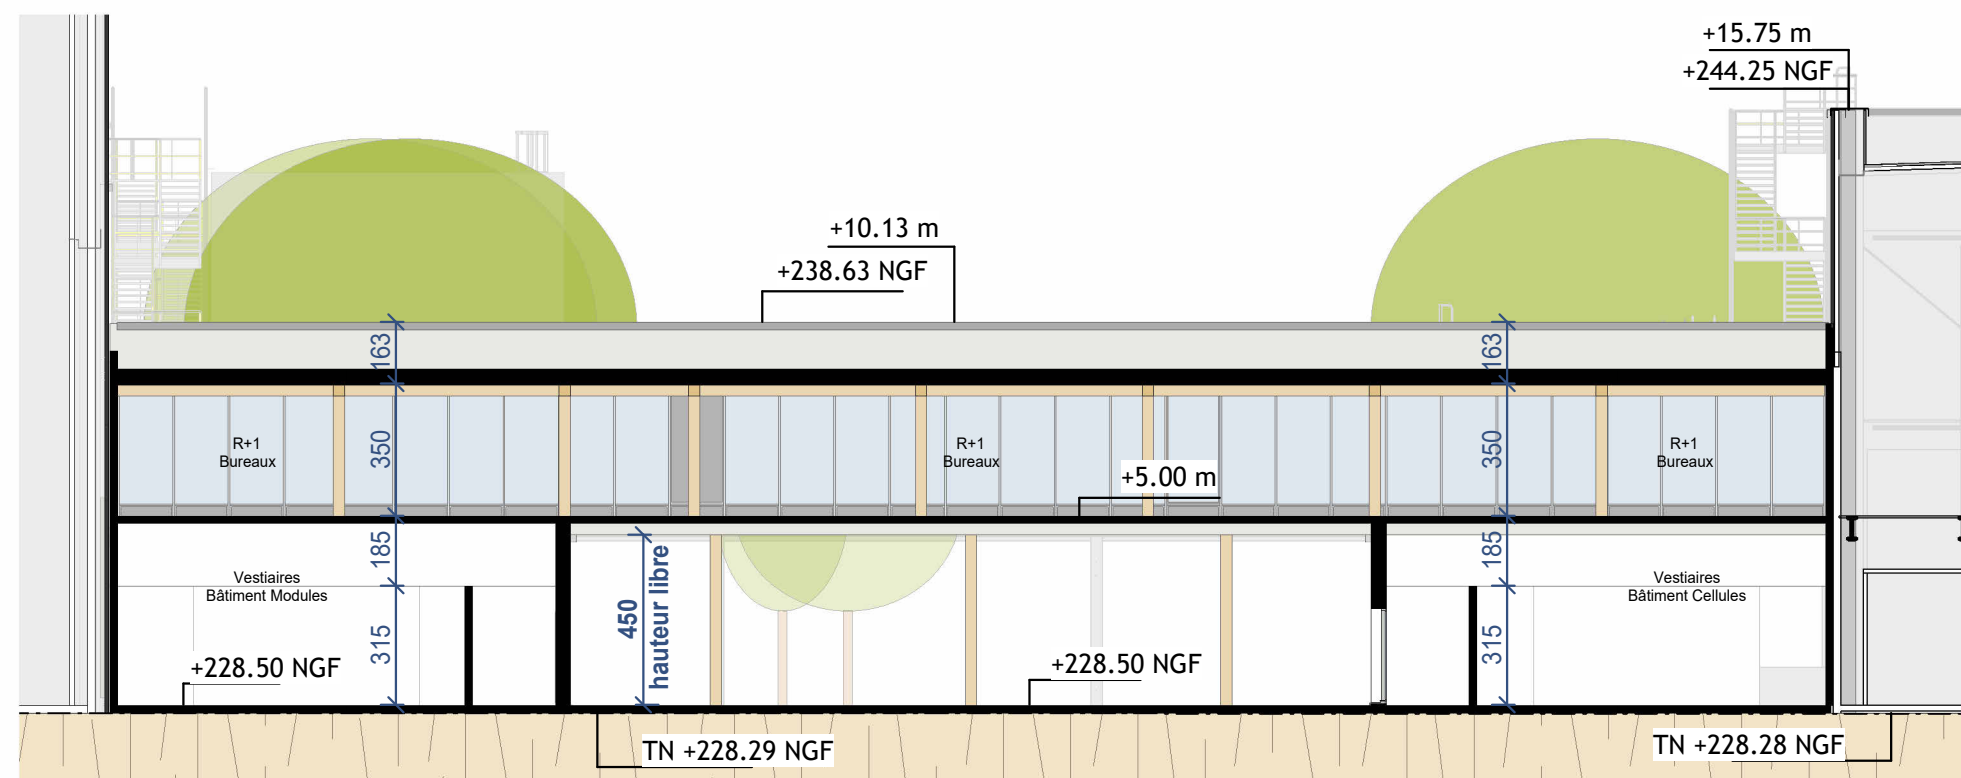 +15.75 m
+244.25 NGF
+10.13 m
+238.63 NGF
163
163
350
350
R+1
Bureaux
R+1
Bureaux
R+1
Bureaux
+5.00 m
185
185
Vestiaires
Bâtiment Modules
450
hauteur libre
Vestiaires
Bâtiment Cellules
315
315
+228.50 NGF
+228.50 NGF
TN +228.29 NGF
TN +228.28 NGF